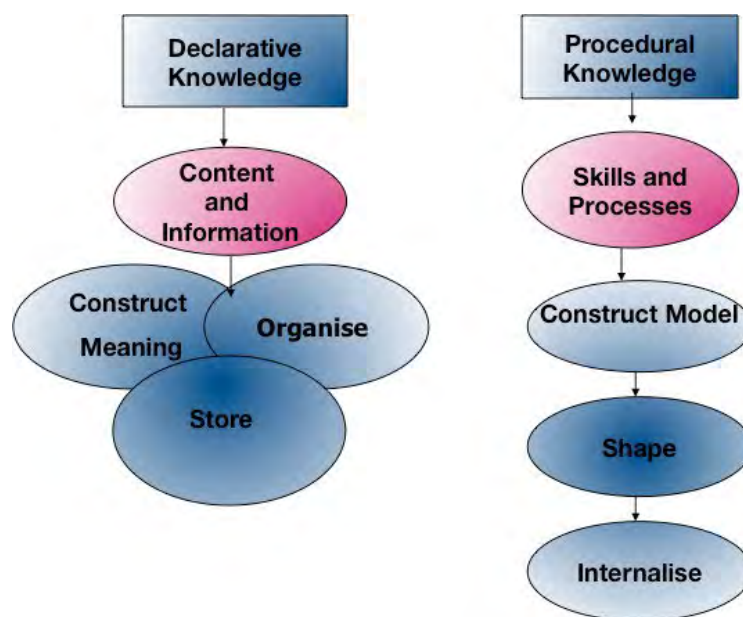 Declarative
Knowledge
Content
and
Information
Construct
Meaning
Organise
Store
Procedural
Knowledge
Skills and
Processes
Construct Model
Shape
Internalise